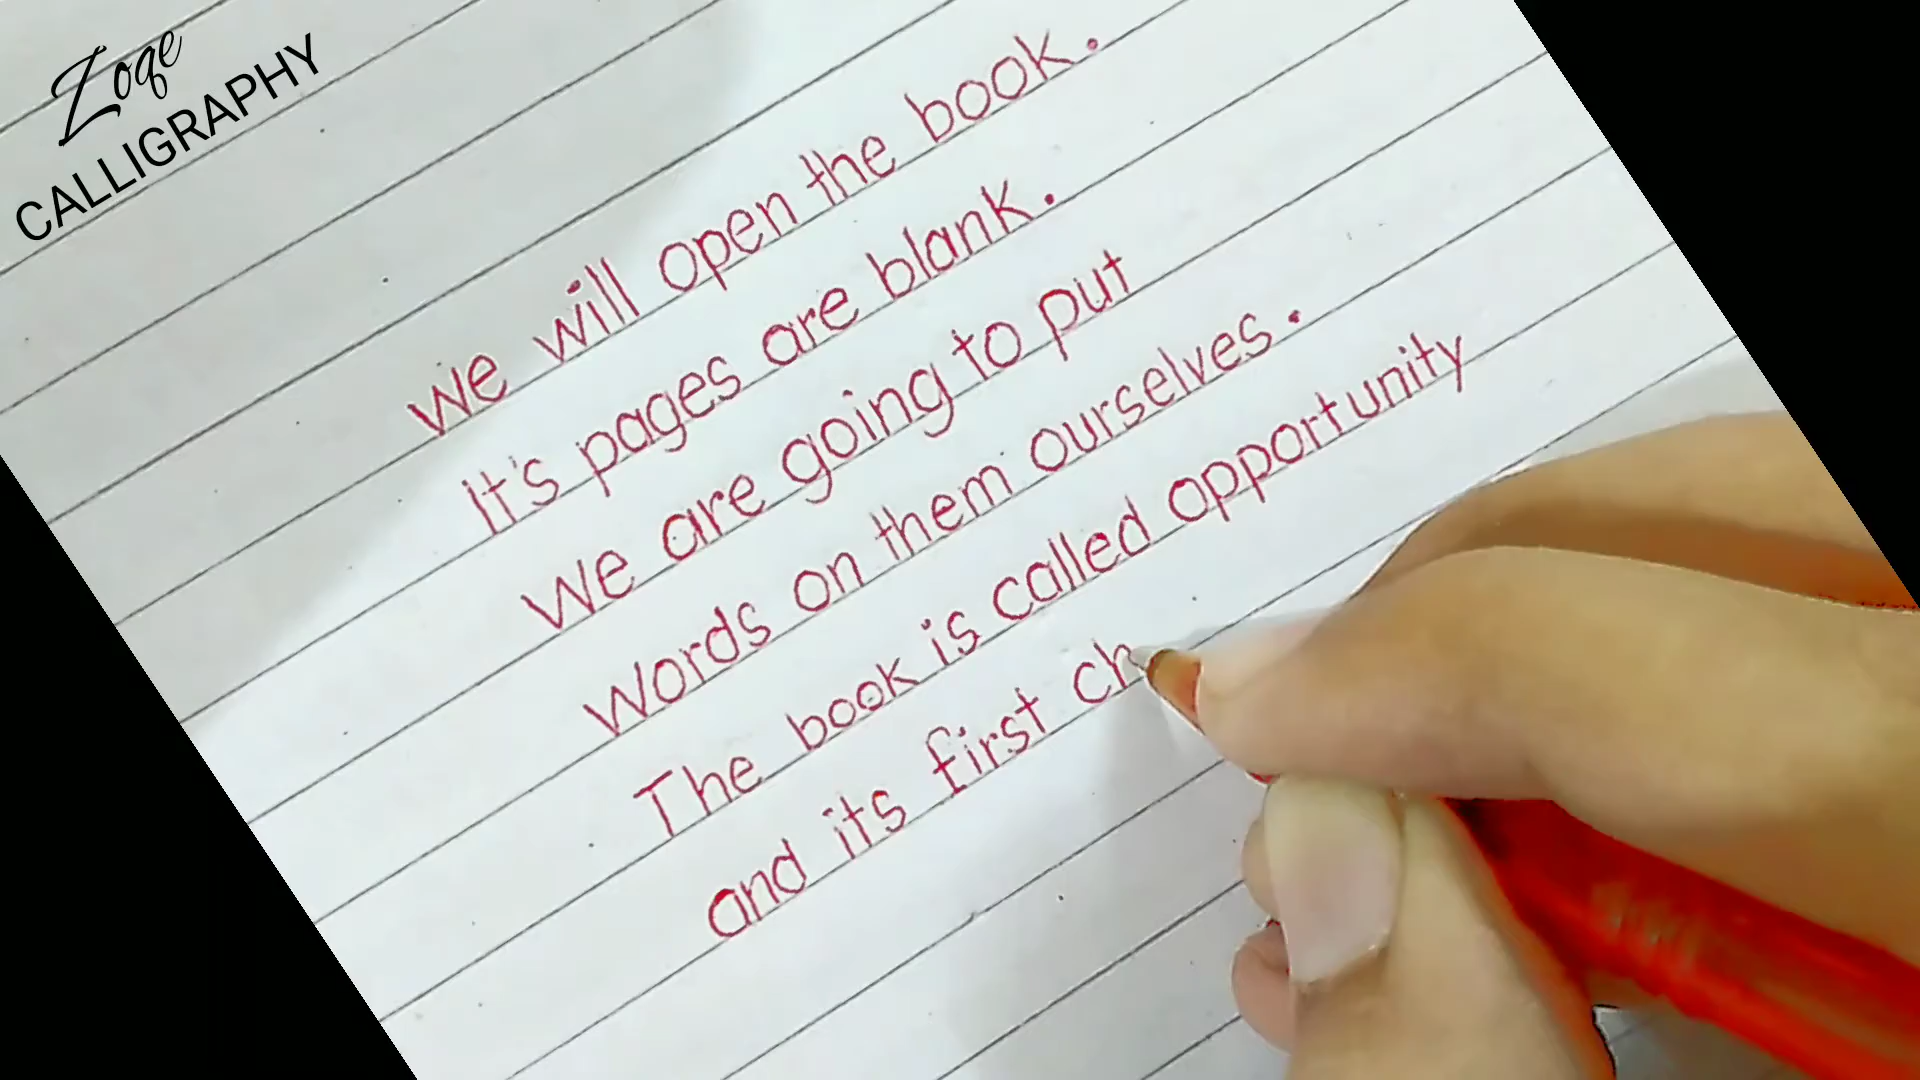 Zoqe
CALLIGRAPHY
we will open the book.
It's pages are blank.
We are going to put
Words on them ourselves.
The book is called opportunity
and its first ch